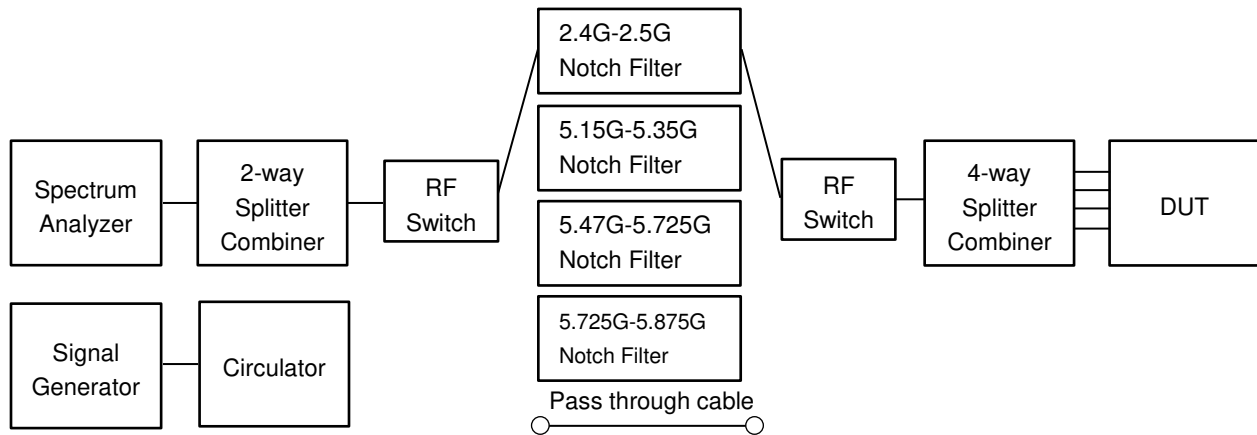 Spectrum
Analyzer
2-way
Splitter
Combiner
RF
Switch
2.4G-2.5G
Notch Filter
5.15G-5.35G
Notch Filter
5.47G-5.725G
Notch Filter
5.725G-5.875G
Notch Filter
Pass through cable
RF
Switch
4-way
Splitter
Combiner
DUT
Signal
Generator
Circulator